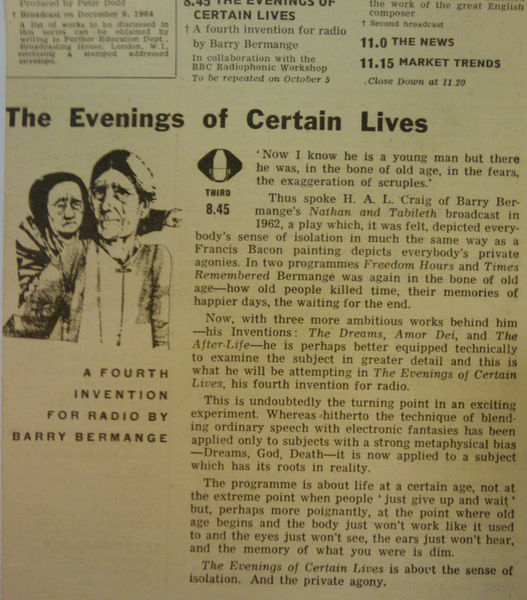 Produced by Peter Dodd
† Broadcast on December 9, 1964
A list of works to be discussed in
this series can be obtained by
writing to Further Education Dept.,
Broadcasting House, London, W.1,
enclosing a stamped addressed
envelope.
8.45 THE EVENINGS OF
CERTAIN LIVES
† A fourth invention for radio
by Barry Bermange
In collaboration with the
BBC Radiophonic Workshop
To be repeated on October 5
the work of the great English
composer
† Second broadcast
11.0 THE NEWS
11.15 MARKET TRENDS
Close Down at 11.20
The Evenings of Certain Lives
THIRD
8.45
A FOURTH
INVENTION
FOR RADIO BY
BARRY BERMANGE
'Now I know he is a young man but there
he was, in the bone of old age, in the fears,
the exaggeration of scruples.'
Thus spoke H. A. L. Craig of Barry Ber-
mange's Nathan and Tabileth broadcast in
1962, a play which, it was felt, depicted every-
body's sense of isolation in much the same way as a
Francis Bacon painting depicts everybody's private
agonies. In two programmes Freedom Hours and Times
Remembered Bermange was again in the bone of old
age—how old people killed time, their memories of
happier days, the waiting for the end.
Now, with three more ambitious works behind him
—his Inventions: The Dreams, Amor Dei, and The
After-Life—he is perhaps better equipped technically
to examine the subject in greater detail and this is
what he will be attempting in The Evenings of Certain
Lives, his fourth invention for radio.
This is undoubtedly the turning point in an exciting
experiment. Whereas hitherto the technique of blend-
ing ordinary speech with electronic fantasies has been
applied only to subjects with a strong metaphysical bias
—Dreams, God, Death—it is now applied to a subject
which has its roots in reality.
The programme is about life at a certain age, not at
the extreme point when people 'just give up and wait'
but, perhaps more poignantly, at the point where old
age begins and the body just won't work like it used
to and the eyes just won't see, the ears just won't hear,
and the memory of what you were is dim.
The Evenings of Certain Lives is about the sense of
isolation. And the private agony.